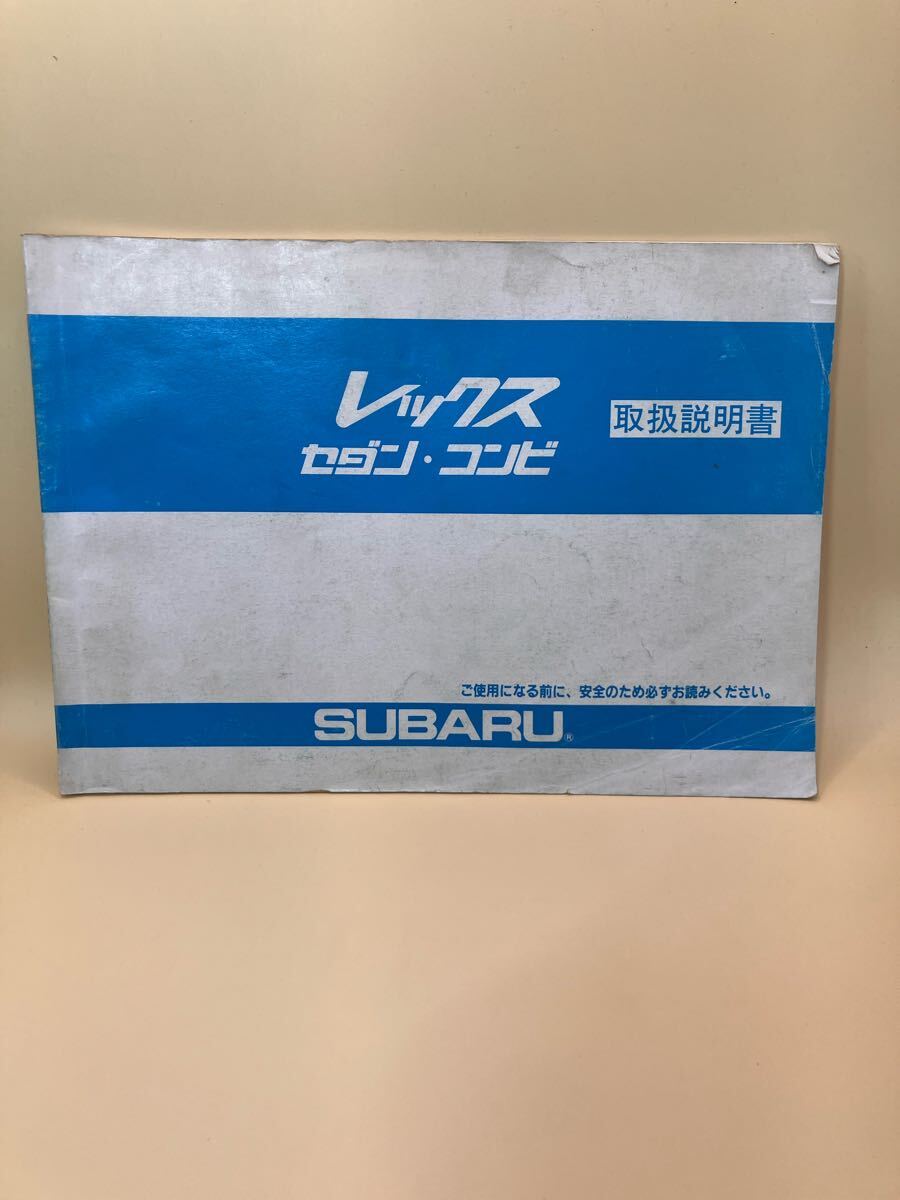 レックス
セダン・コンビ
取扱説明書
ご使用になる前に、安全のため必ずお読みください。
SUBARU®